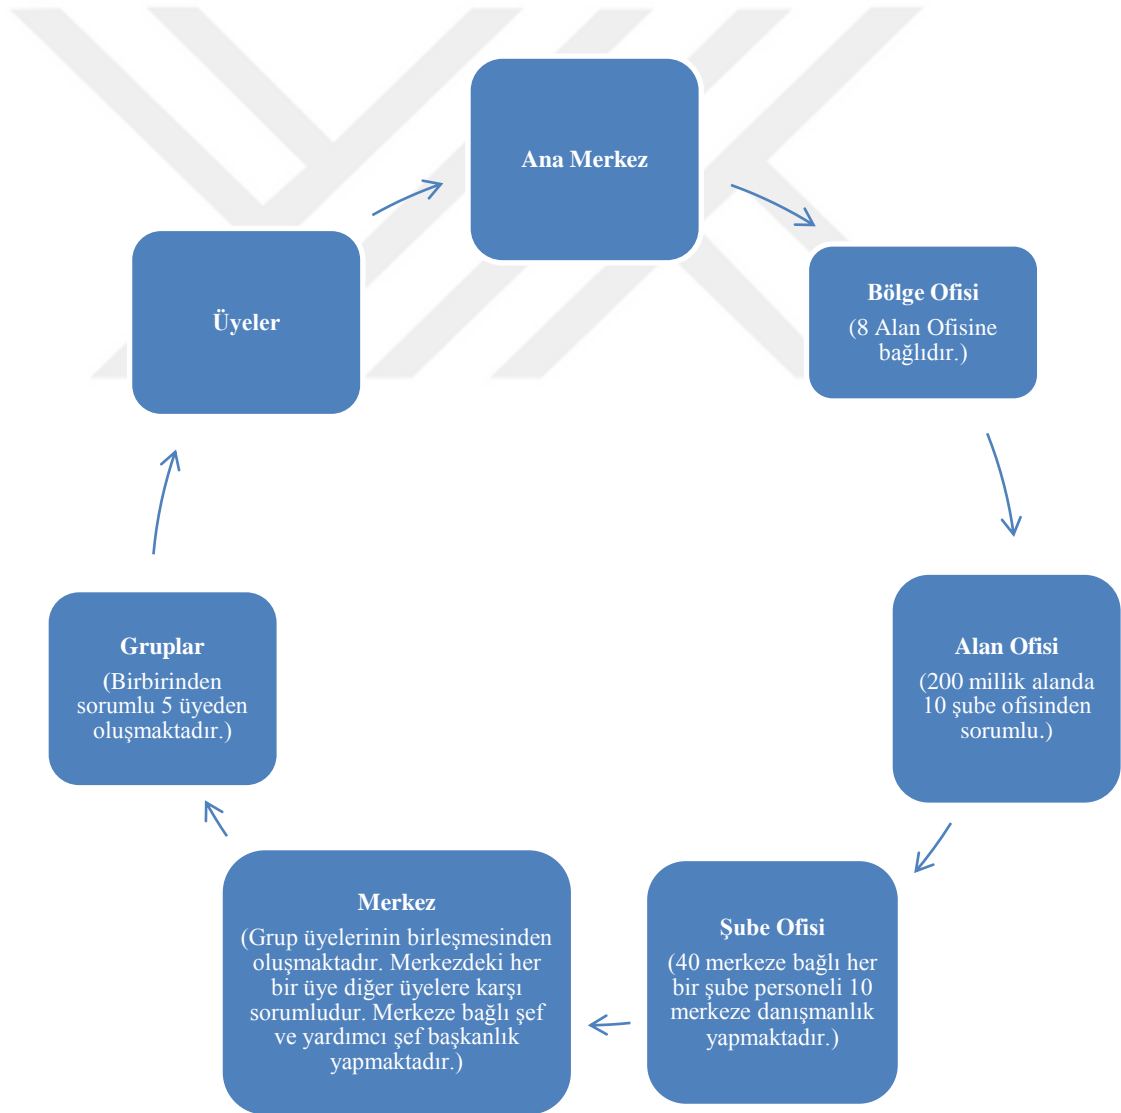 Ana Merkez
Bölge Ofisi
(8 Alan Ofisine
bağlıdır.)
Alan Ofisi
(200 millik alanda
10 şube ofisinden
sorumlu.)
Şube Ofisi
(40 merkeze bağlı her
bir şube personeli 10
merkeze danışmanlık
yapmaktadır.)
Merkez
(Grup üyelerinin birleşmesinden
oluşmaktadır. Merkezdeki her
bir üye diğer üyelere karşı
sorumludur. Merkeze bağlı şef
ve yardımcı şef başkanlık
yapmaktadır.)
Gruplar
(Birbirinden
sorumlu 5 üyeden
oluşmaktadır.)
Üyeler